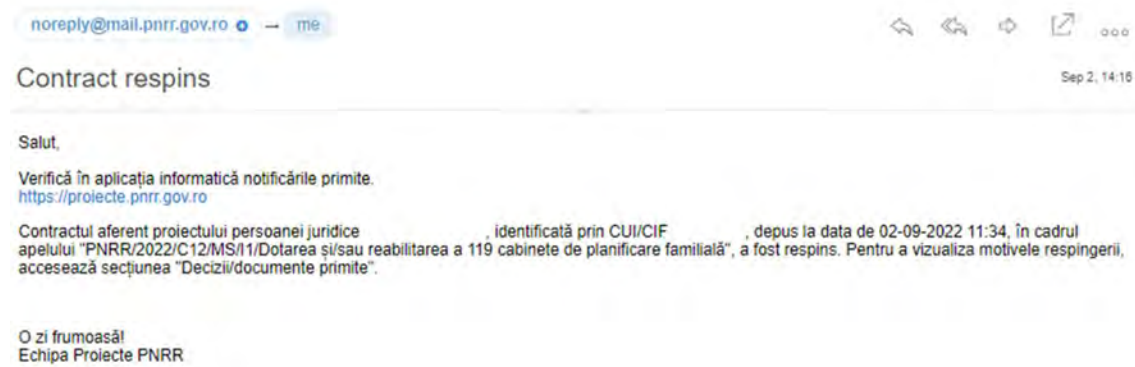 noreply@mail.pnrr.gov.ro → me
Contract respins
Sep 2, 14:16
Salut,
Verifică în aplicația informatică notificările primite.
https://proiecte.pnrr.gov.ro
Contractul aferent proiectului persoanei juridice , identificată prin CUI/CIF , depus la data de 02-09-2022 11:34, în cadrul
apelului "PNRR/2022/C12/MS/I1/Dotarea și/sau reabilitarea a 119 cabinete de planificare familială", a fost respins. Pentru a vizualiza motivele respingerii,
accesează secțiunea "Decizii/documente primite".
O zi frumoasă!
Echipa Proiecte PNRR